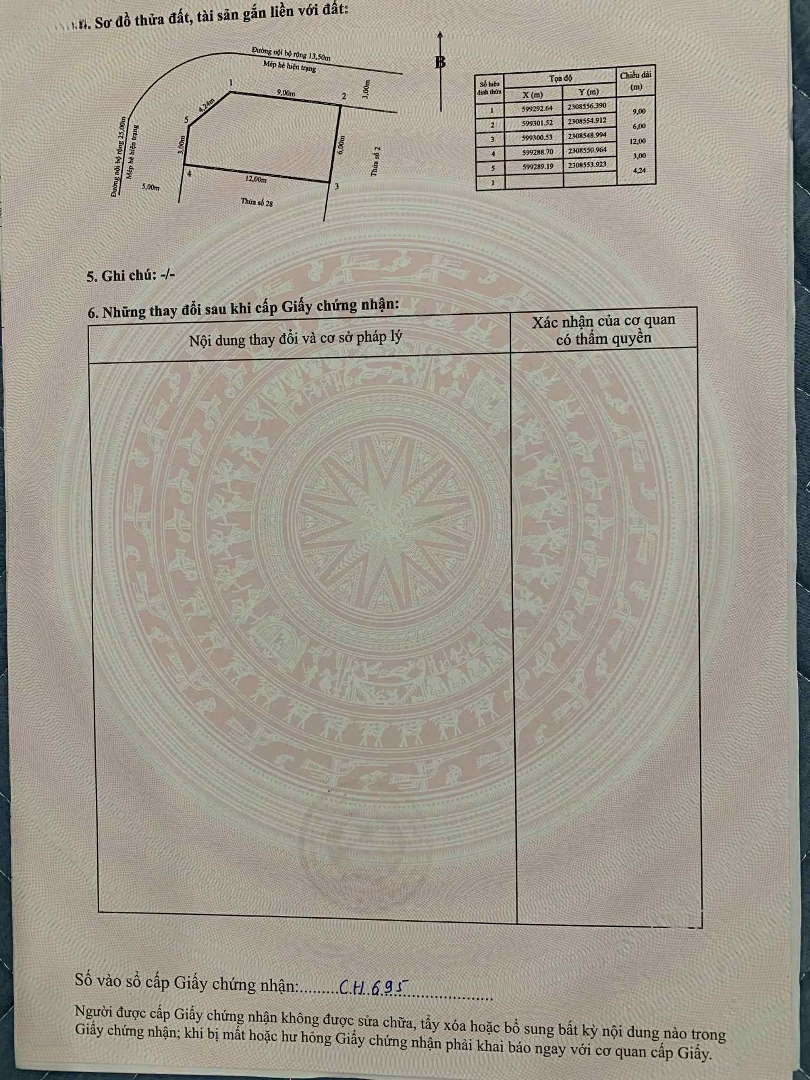 Sơ đồ thửa đất, tài sản gắn liền với đất:
Đường nội bộ rộng 13,50m
Mép hè hiện trạng
B
1
9,00m
2
3,00m
4,24m
5
Đường nội bộ rộng 25,00m
Mép hè hiện trạng
3,00m
6,00m
Thửa số 2
4
12,00m
3
5,00m
Thửa số 28
Số hiệu đỉnh thửa Tọa độ Chiều dài (m)
X (m) Y (m)
1 599292.64 2308556.390
9,00
2 599301.52 2308554.912
6,00
3 599300.53 2308548.994
12,00
4 599288.70 2308550.964
3,00
5 599289.19 2308553.923
4,24
1
5. Ghi chú: -/-
6. Những thay đổi sau khi cấp Giấy chứng nhận:
Nội dung thay đổi và cơ sở pháp lý
Xác nhận của cơ quan
có thẩm quyền
Số vào sổ cấp Giấy chứng nhận:.........C.H.695......................
Người được cấp Giấy chứng nhận không được sửa chữa, tẩy xóa hoặc bổ sung bất kỳ nội dung nào trong
Giấy chứng nhận; khi bị mất hoặc hư hỏng Giấy chứng nhận phải khai báo ngay với cơ quan cấp Giấy.